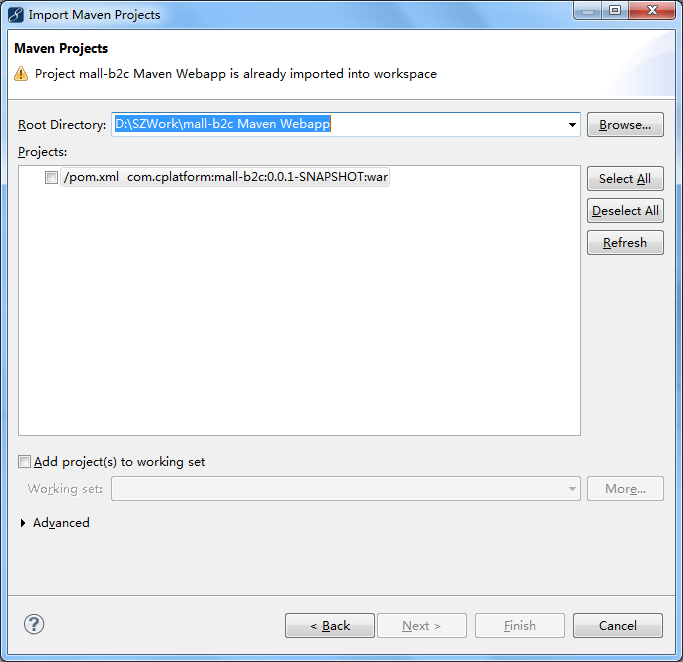 Import Maven Projects
Maven Projects
Project mall-b2c Maven Webapp is already imported into workspace
Root Directory: D:\SZWork\mall-b2c Maven Webapp Browse...
Projects:
/pom.xml com.cplatform:mall-b2c:0.0.1-SNAPSHOT:war
Select All
Deselect All
Refresh
Add project(s) to working set
Working set: More...
Advanced
? < Back Next > Finish Cancel